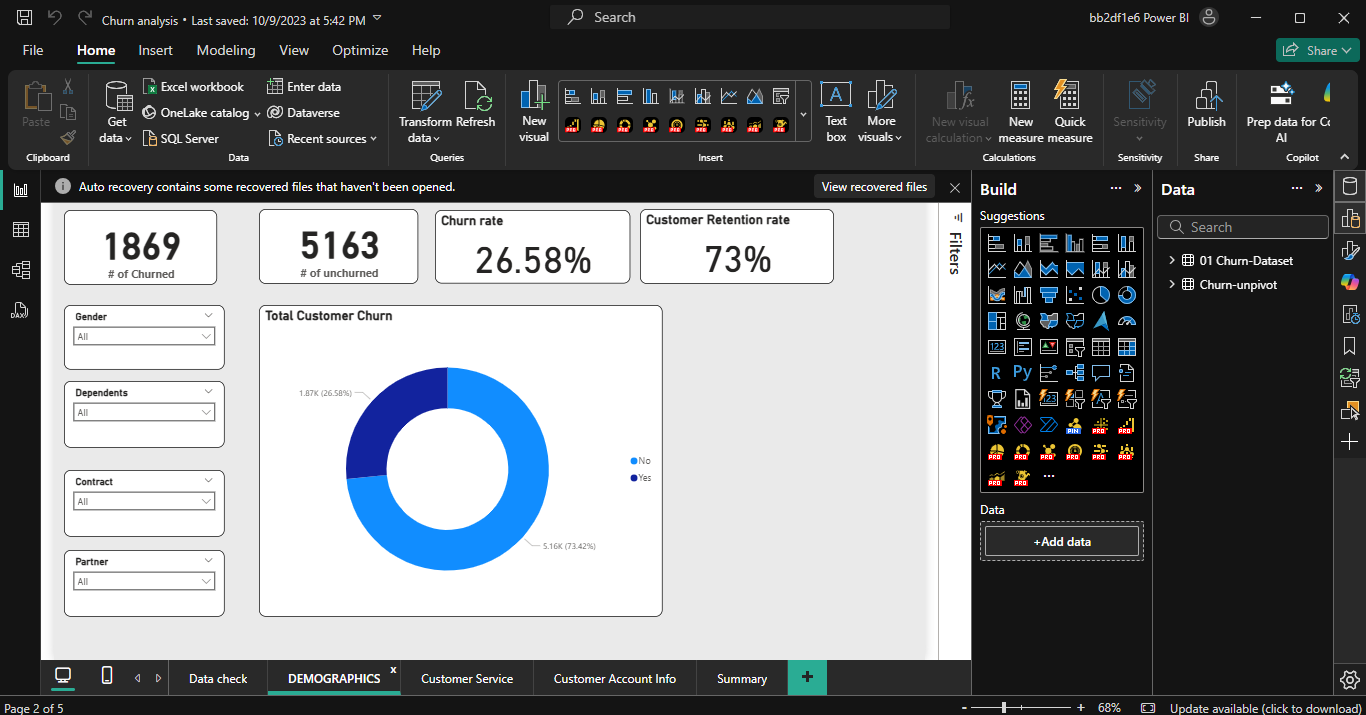 Churn analysis • Last saved: 10/9/2023 at 5:42 PM
Search
bb2df1e6 Power BI
File
Home
Insert
Modeling
View
Optimize
Help
Share
Paste
Clipboard
Get data
Excel workbook
OneLake catalog
SQL Server
Enter data
Dataverse
Recent sources
Data
Transform data
Refresh
Queries
New visual
Text box
More visuals
Insert
New visual calculation
New measure
Quick measure
Calculations
Sensitivity
Sensitivity
Publish
Share
Prep data for AI
Copilot
Auto recovery contains some recovered files that haven't been opened.
View recovered files
1869
# of Churned
5163
# of unchurned
Churn rate
26.58%
Customer Retention rate
73%
Gender
All
Dependents
All
Contract
All
Partner
All
Total Customer Churn
1.87K (26.58%)
5.16K (73.42%)
No
Yes
Filters
Build
Suggestions
Data
+Add data
Data
Search
01 Churn-Dataset
Churn-unpivot
Data check
DEMOGRAPHICS
x
Customer Service
Customer Account Info
Summary
+
Page 2 of 5
- + 68%
Update available (click to download)